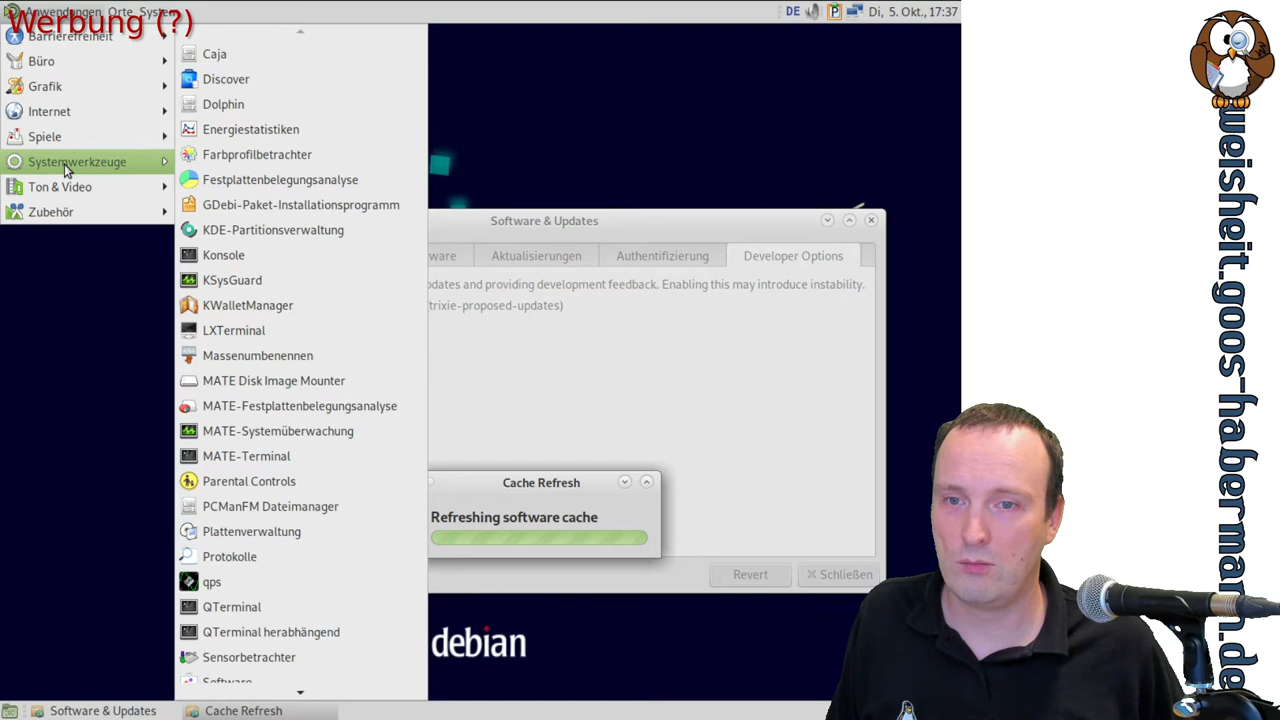 Anwendungen Orte System
Werbung (?)
DE
Di, 5. Okt., 17:37
Barrierefreiheit
Büro
Grafik
Internet
Spiele
Systemwerkzeuge
Ton & Video
Zubehör
Caja
Discover
Dolphin
Energiestatistiken
Farbprofilbetrachter
Festplattenbelegungsanalyse
GDebi-Paket-Installationsprogramm
KDE-Partitionsverwaltung
Konsole
KSysGuard
KWalletManager
LXTerminal
Massenumbenennen
MATE Disk Image Mounter
MATE-Festplattenbelegungsanalyse
MATE-Systemüberwachung
MATE-Terminal
Parental Controls
PCManFM Dateimanager
Plattenverwaltung
Protokolle
qps
QTerminal
QTerminal herabhängend
Sensorbetrachter
Software
Software & Updates
ware
Aktualisierungen
Authentifizierung
Developer Options
pdates and providing development feedback. Enabling this may introduce instability.
(trixie-proposed-updates)
Cache Refresh
Refreshing software cache
Revert
Schließen
debian
Software & Updates
Cache Refresh
weisheit.goos-habermann.de